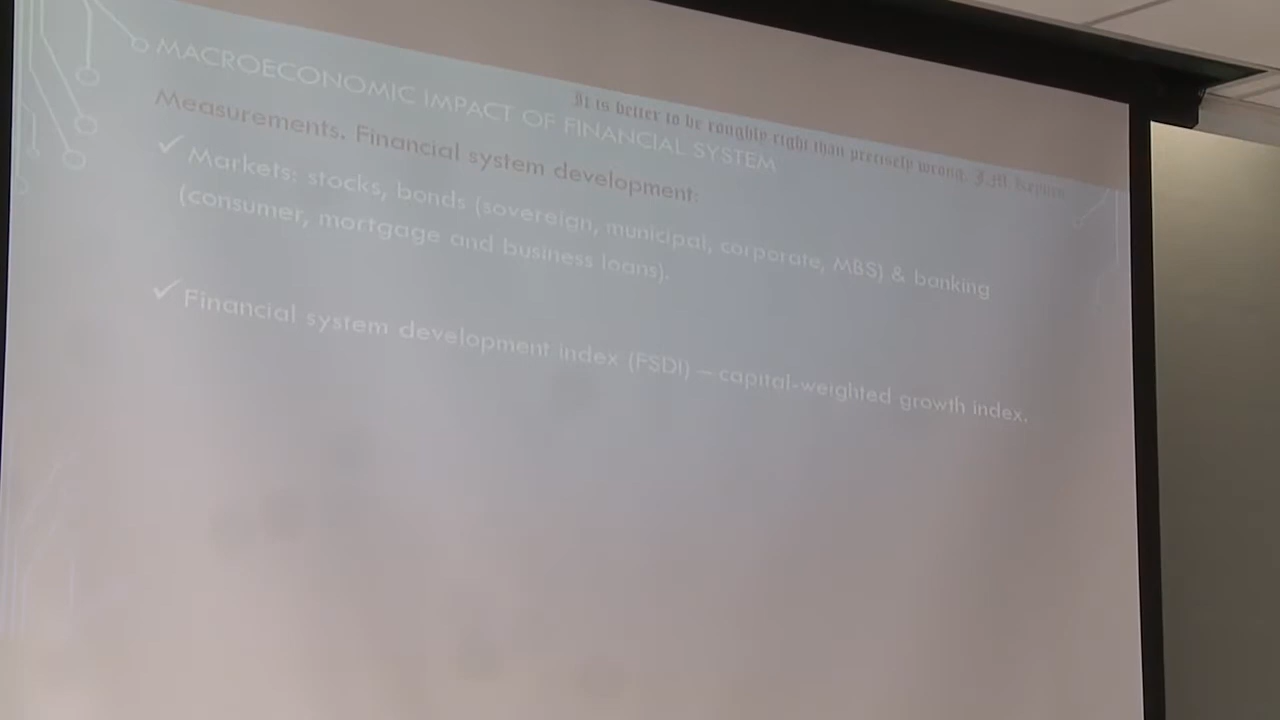 It is better to be roughly right than precisely wrong. J.M. Keynes
MACROECONOMIC IMPACT OF FINANCIAL SYSTEM
Measurements. Financial system development:
✓ Markets: stocks, bonds (sovereign, municipal, corporate, MBS) & banking
(consumer, mortgage and business loans).
✓ Financial system development index (FSDI) – capital-weighted growth index.